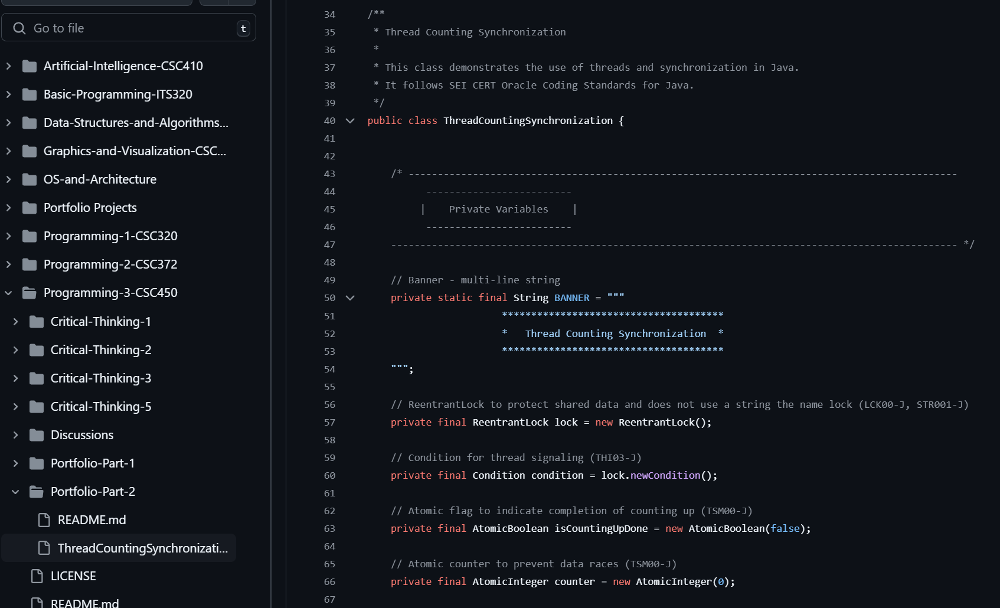 Go to file
t
Artificial-Intelligence-CSC410
Basic-Programming-ITS320
Data-Structures-and-Algorithms...
Graphics-and-Visualization-CSC...
OS-and-Architecture
Portfolio Projects
Programming-1-CSC320
Programming-2-CSC372
Programming-3-CSC450
Critical-Thinking-1
Critical-Thinking-2
Critical-Thinking-3
Critical-Thinking-5
Discussions
Portfolio-Part-1
Portfolio-Part-2
README.md
ThreadCountingSynchronizati...
LICENSE
README.md
34 /**
35  * Thread Counting Synchronization
36  *
37  * This class demonstrates the use of threads and synchronization in Java.
38  * It follows SEI CERT Oracle Coding Standards for Java.
39  */
40 public class ThreadCountingSynchronization {
41
42
43     /* ----------------------------------------------------------------------------------------------
44           -------------------------
45          |    Private Variables    |
46           -------------------------
47     ------------------------------------------------------------------------------------------------- */
48
49     // Banner - multi-line string
50     private static final String BANNER = """
51                        **************************************
52                        *   Thread Counting Synchronization  *
53                        **************************************
54     """;
55
56     // ReentrantLock to protect shared data and does not use a string the name lock (LCK00-J, STR001-J)
57     private final ReentrantLock lock = new ReentrantLock();
58
59     // Condition for thread signaling (THI03-J)
60     private final Condition condition = lock.newCondition();
61
62     // Atomic flag to indicate completion of counting up (TSM00-J)
63     private final AtomicBoolean isCountingUpDone = new AtomicBoolean(false);
64
65     // Atomic counter to prevent data races (TSM00-J)
66     private final AtomicInteger counter = new AtomicInteger(0);
67